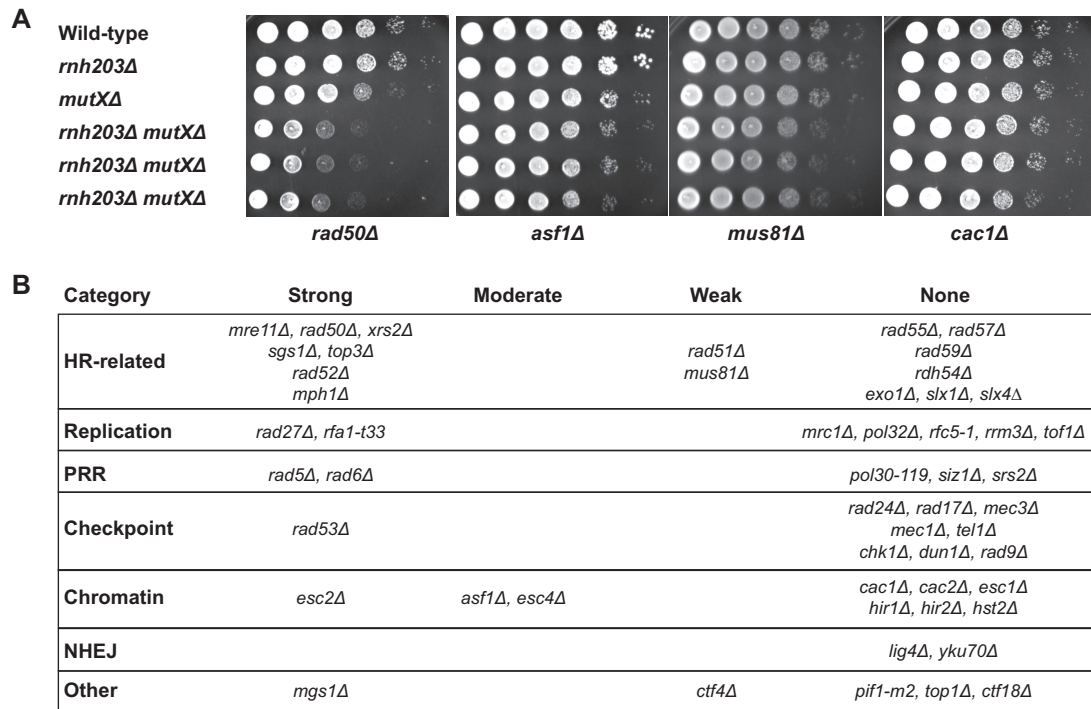 A
Wild-type
rnh203Δ
mutXΔ
rnh203Δ mutXΔ
rnh203Δ mutXΔ
rnh203Δ mutXΔ
rad50Δ asf1Δ mus81Δ cac1Δ
B
Category Strong Moderate Weak None
HR-related
mre11Δ, rad50Δ, xrs2Δ
sgs1Δ, top3Δ
rad52Δ
mph1Δ
rad51Δ
mus81Δ
rad55Δ, rad57Δ
rad59Δ
rdh54Δ
exo1Δ, slx1Δ, slx4Δ
Replication rad27Δ, rfa1-t33 mrc1Δ, pol32Δ, rfc5-1, rrm3Δ, tof1Δ
PRR rad5Δ, rad6Δ pol30-119, siz1Δ, srs2Δ
Checkpoint rad53Δ
rad24Δ, rad17Δ, mec3Δ
mec1Δ, tel1Δ
chk1Δ, dun1Δ, rad9Δ
Chromatin esc2Δ asf1Δ, esc4Δ
cac1Δ, cac2Δ, esc1Δ
hir1Δ, hir2Δ, hst2Δ
NHEJ lig4Δ, yku70Δ
Other mgs1Δ ctf4Δ pif1-m2, top1Δ, ctf18Δ